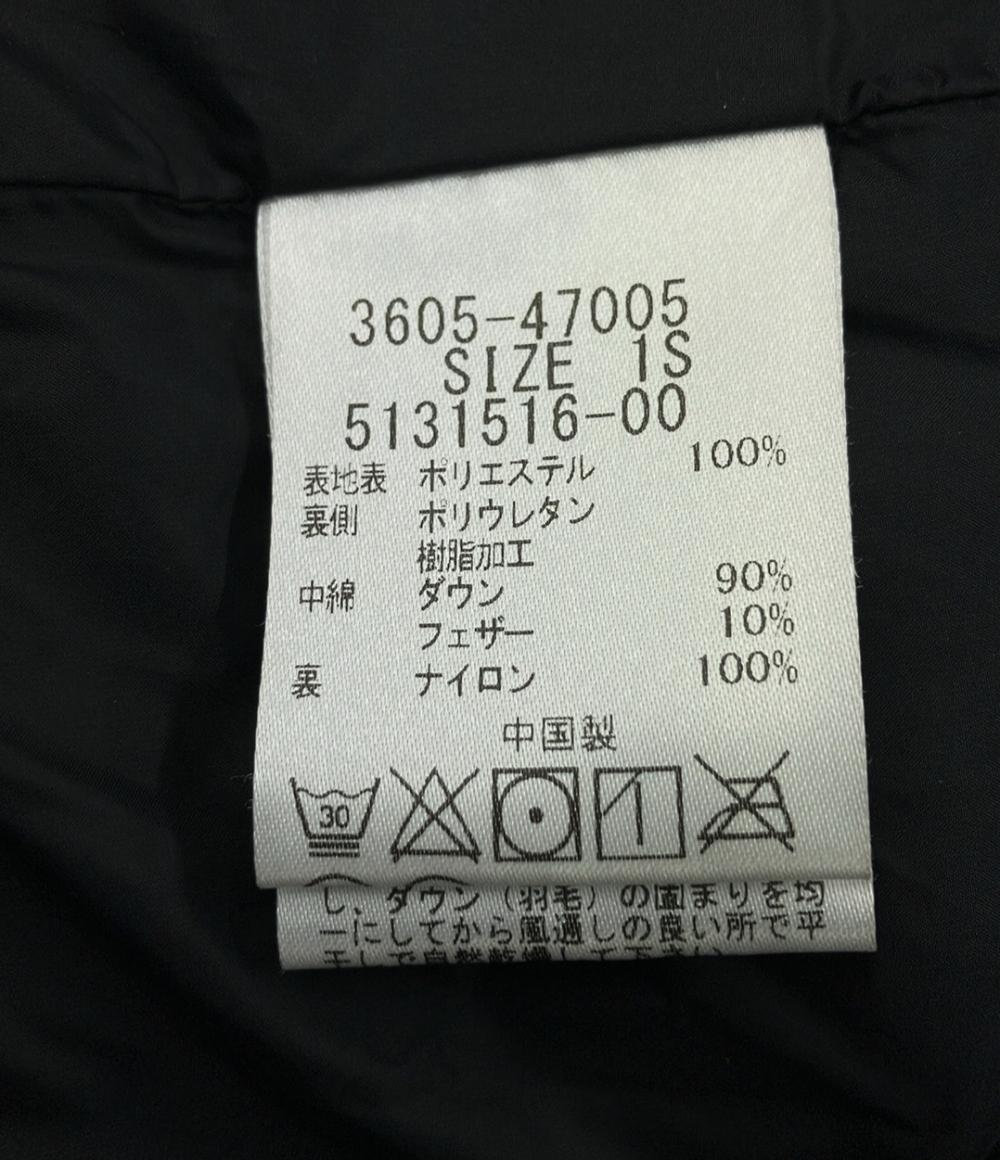 3605-47005
SIZE 1S
5131516-00
表地表 ポリエステル 100%
裏側 ポリウレタン
樹脂加工
中綿 ダウン 90%
フェザー 10%
裏 ナイロン 100%
中国製
30
し、ダウン（羽毛）の固まりを均
一にしてから風通しの良い所で平